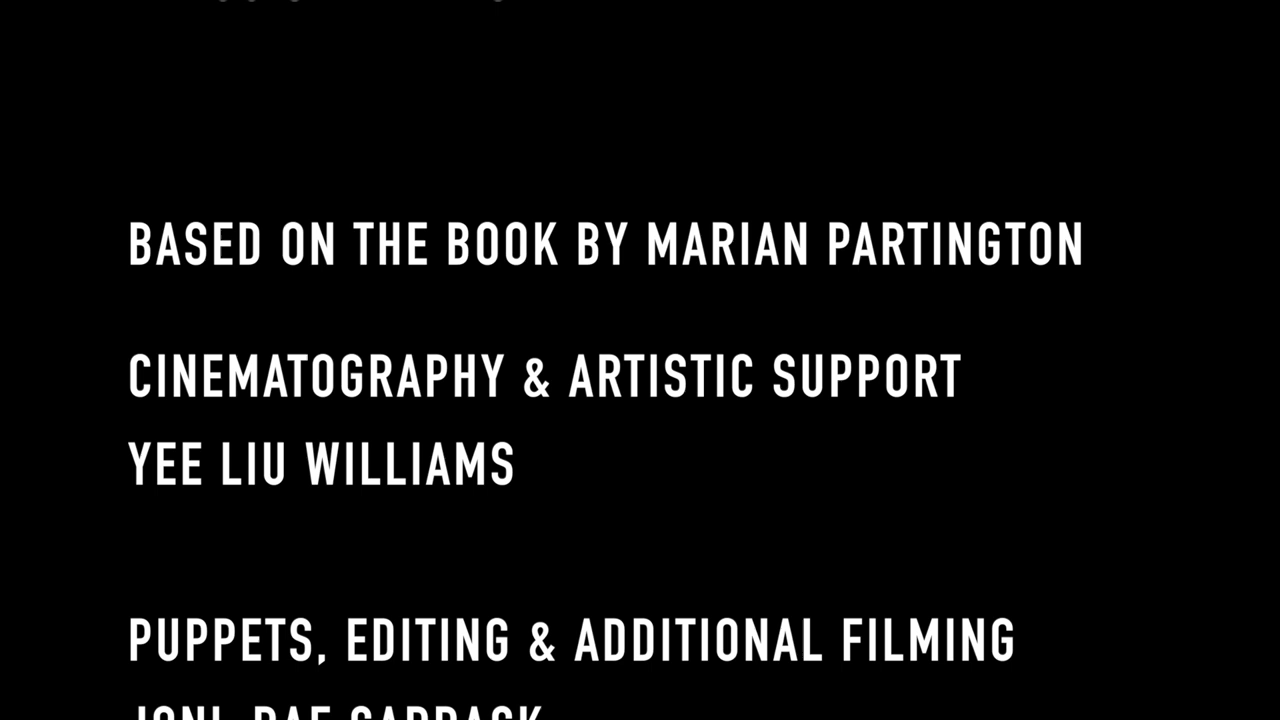 BASED ON THE BOOK BY MARIAN PARTINGTON
CINEMATOGRAPHY & ARTISTIC SUPPORT
YEE LIU WILLIAMS
PUPPETS, EDITING & ADDITIONAL FILMING